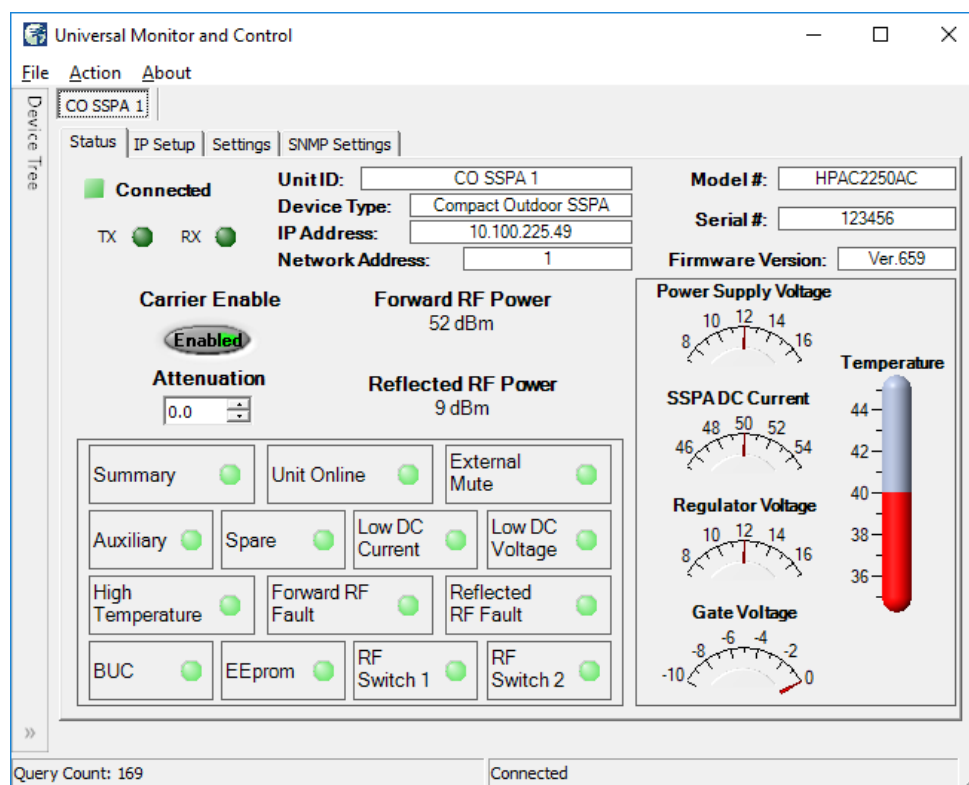 Universal Monitor and Control
File Action About
Device Tree
CO SSPA 1
Status IP Setup Settings SNMP Settings
Connected
TX RX
Unit ID: CO SSPA 1
Device Type: Compact Outdoor SSPA
IP Address: 10.100.225.49
Network Address: 1
Model #: HPAC2250AC
Serial #: 123456
Firmware Version: Ver.659
Carrier Enable
Enabled
Attenuation
0.0
Forward RF Power
52 dBm
Reflected RF Power
9 dBm
Summary
Unit Online
External
Mute
Auxiliary
Spare
Low DC
Current
Low DC
Voltage
High
Temperature
Forward RF
Fault
Reflected
RF Fault
BUC
EEprom
RF
Switch 1
RF
Switch 2
Power Supply Voltage
8 10 12 14 16
SSPA DC Current
46 48 50 52 54
Regulator Voltage
8 10 12 14 16
Gate Voltage
-10 -8 -6 -4 -2 0
Temperature
44
42
40
38
36
»
Query Count: 169
Connected